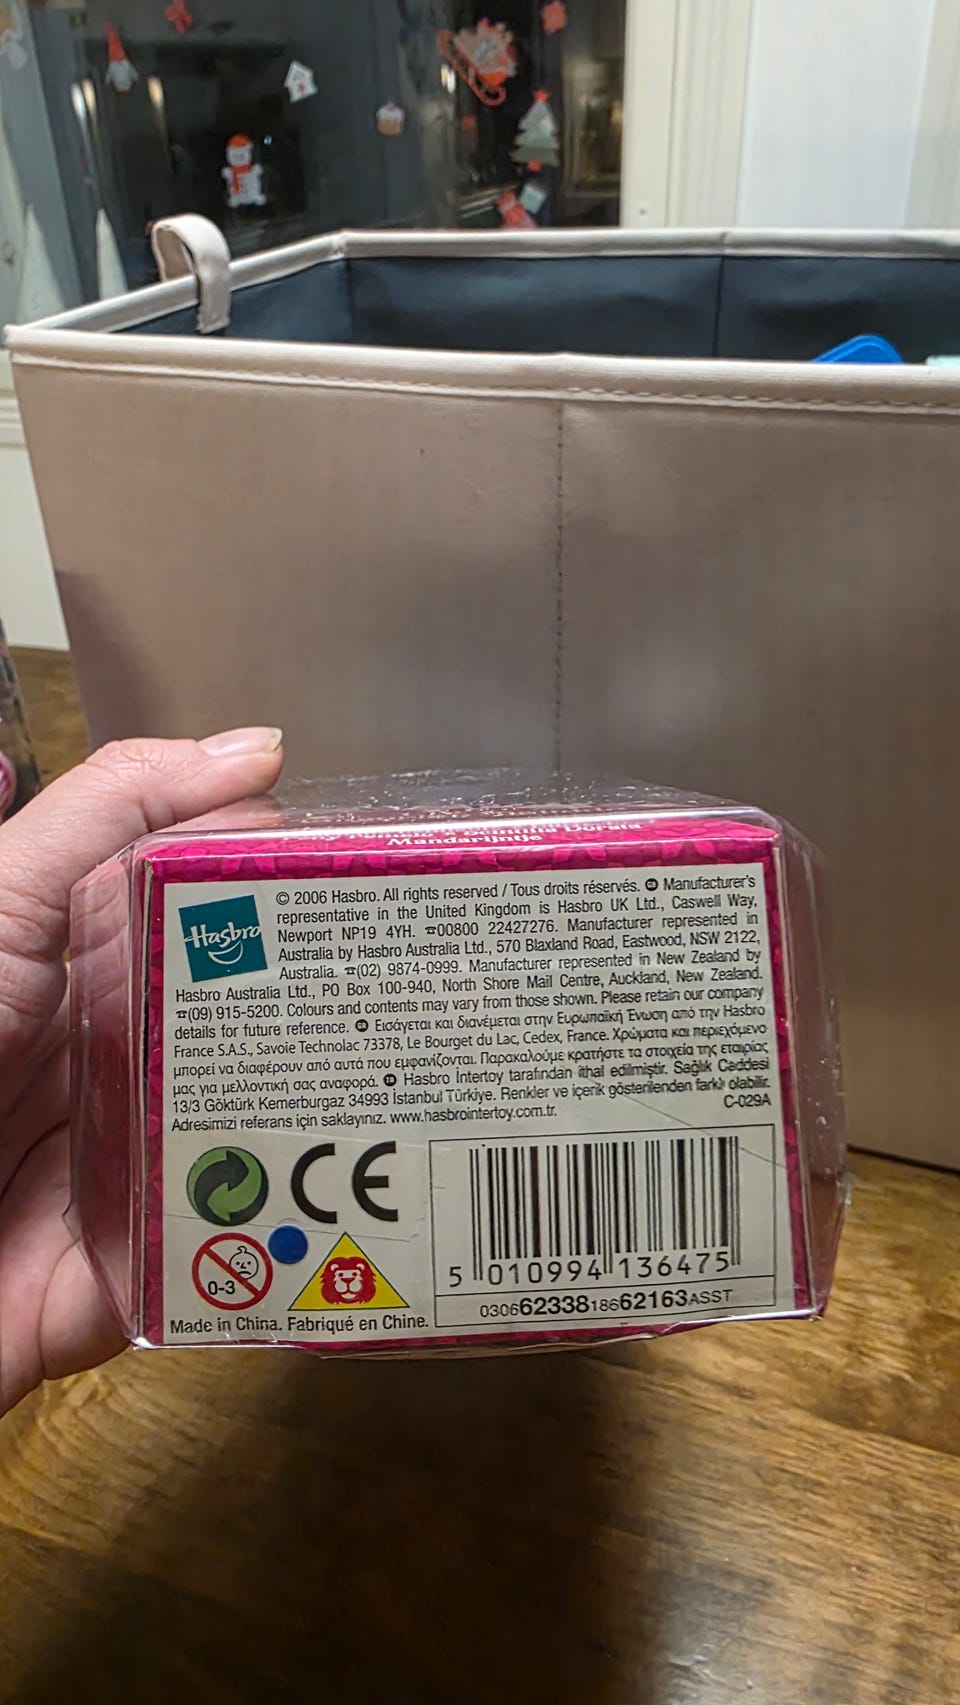 Scintilla Dorata
Mandarijntje
Hasbro
© 2006 Hasbro. All rights reserved / Tous droits réservés. GB Manufacturer's
representative in the United Kingdom is Hasbro UK Ltd., Caswell Way,
Newport NP19 4YH. ☎00800 22427276. Manufacturer represented in
Australia by Hasbro Australia Ltd., 570 Blaxland Road, Eastwood, NSW 2122,
Australia. ☎(02) 9874-0999. Manufacturer represented in New Zealand by
Hasbro Australia Ltd., PO Box 100-940, North Shore Mail Centre, Auckland, New Zealand.
☎(09) 915-5200. Colours and contents may vary from those shown. Please retain our company
details for future reference. GR Εισάγεται και διανέμεται στην Ευρωπαϊκή Ένωση από την Hasbro
France S.A.S., Savoie Technolac 73378, Le Bourget du Lac, Cedex, France. Χρώματα και περιεχόμενο
μπορεί να διαφέρουν από αυτά που εμφανίζονται. Παρακαλούμε κρατήστε τα στοιχεία της εταιρίας
μας για μελλοντική σας αναφορά. TR Hasbro İntertoy tarafından ithal edilmiştir. Sağlık Caddesi
13/3 Göktürk Kemerburgaz 34993 İstanbul Türkiye. Renkler ve içerik gösterilenden farklı olabilir.
Adresimizi referans için saklayınız. www.hasbrointertoy.com.tr.
C-029A
CE
0-3
5 010994 136475
03066233818662163ASST
Made in China. Fabriqué en Chine.